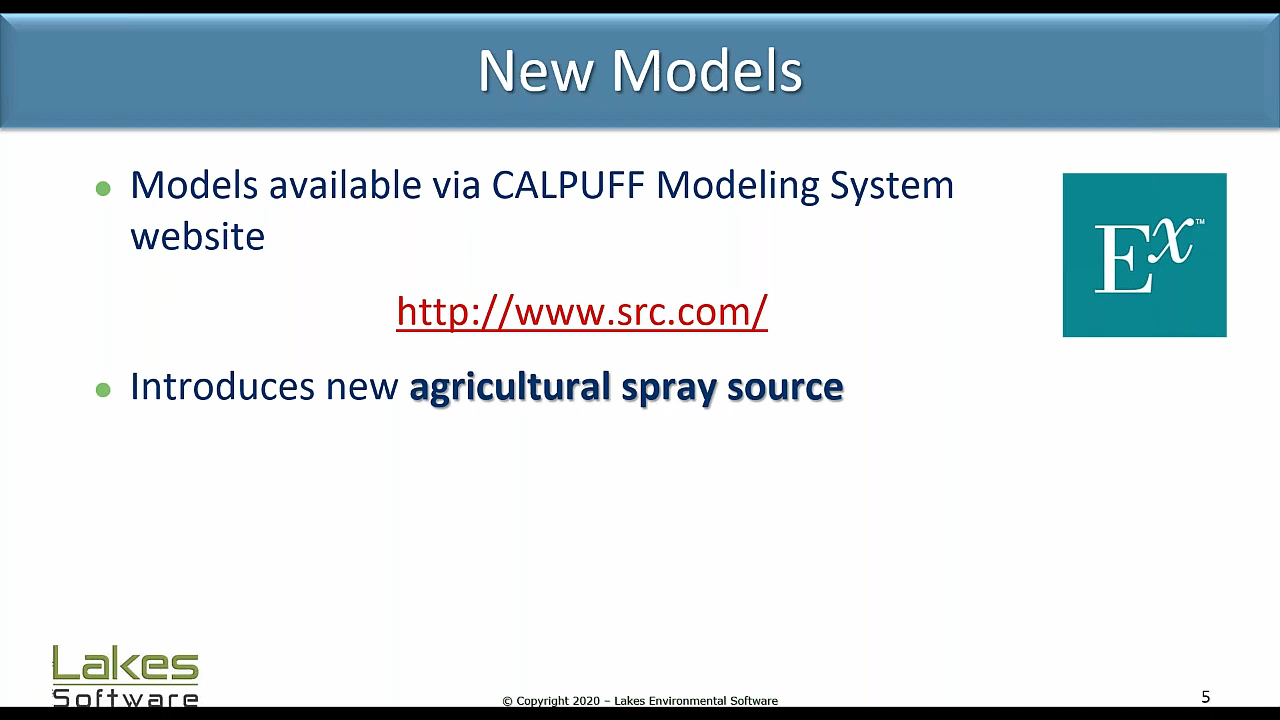 New Models
Models available via CALPUFF Modeling System
website
Ex™
http://www.src.com/
Introduces new agricultural spray source
Lakes
Software
© Copyright 2020 – Lakes Environmental Software
5